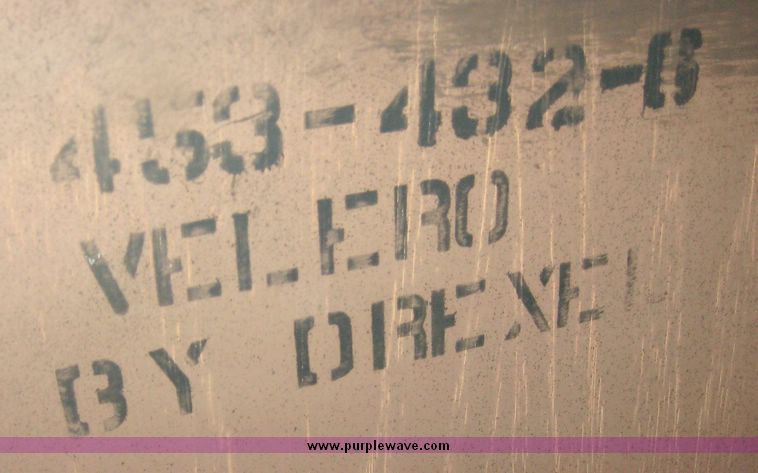 453-432-6
VELERO
BY DREXEL
www.purplewave.com